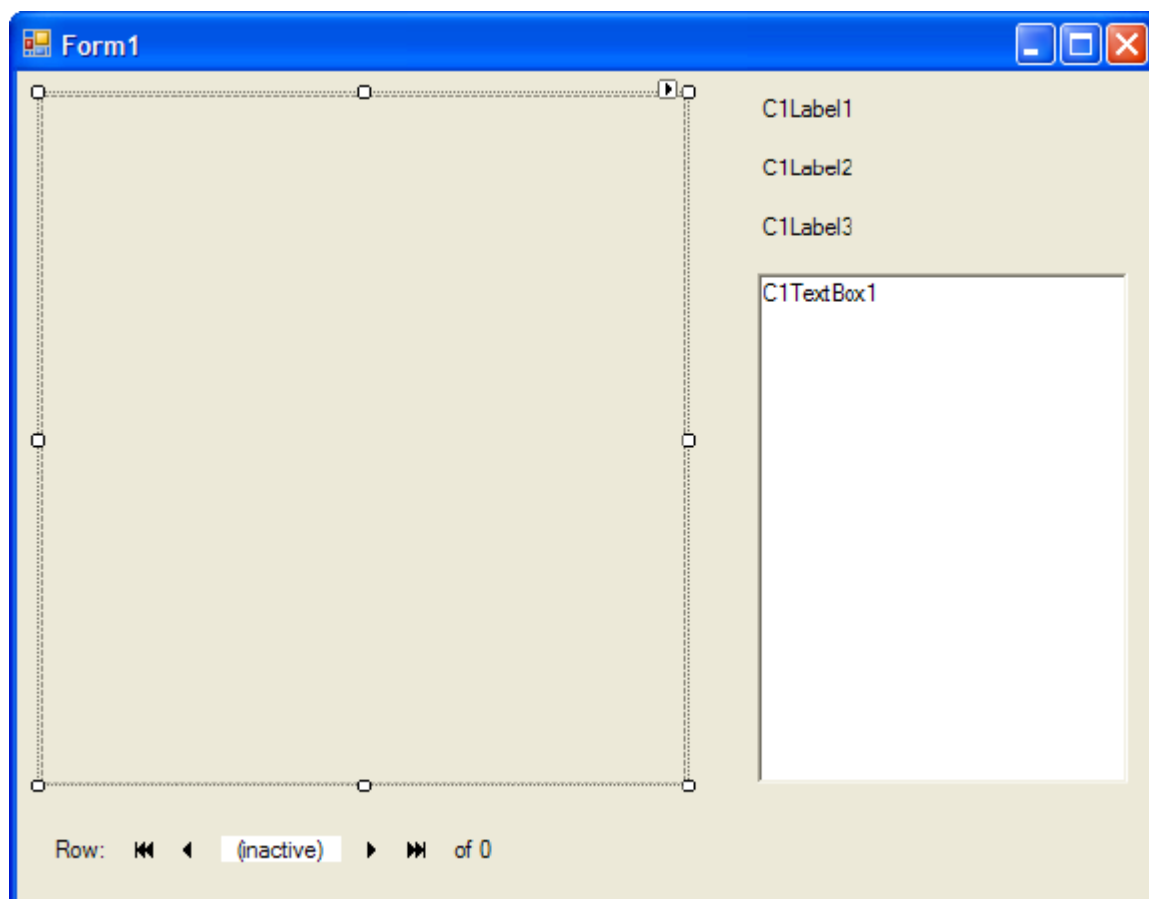 Form1
C1Label1
C1Label2
C1Label3
C1TextBox1
Row: (inactive) of 0